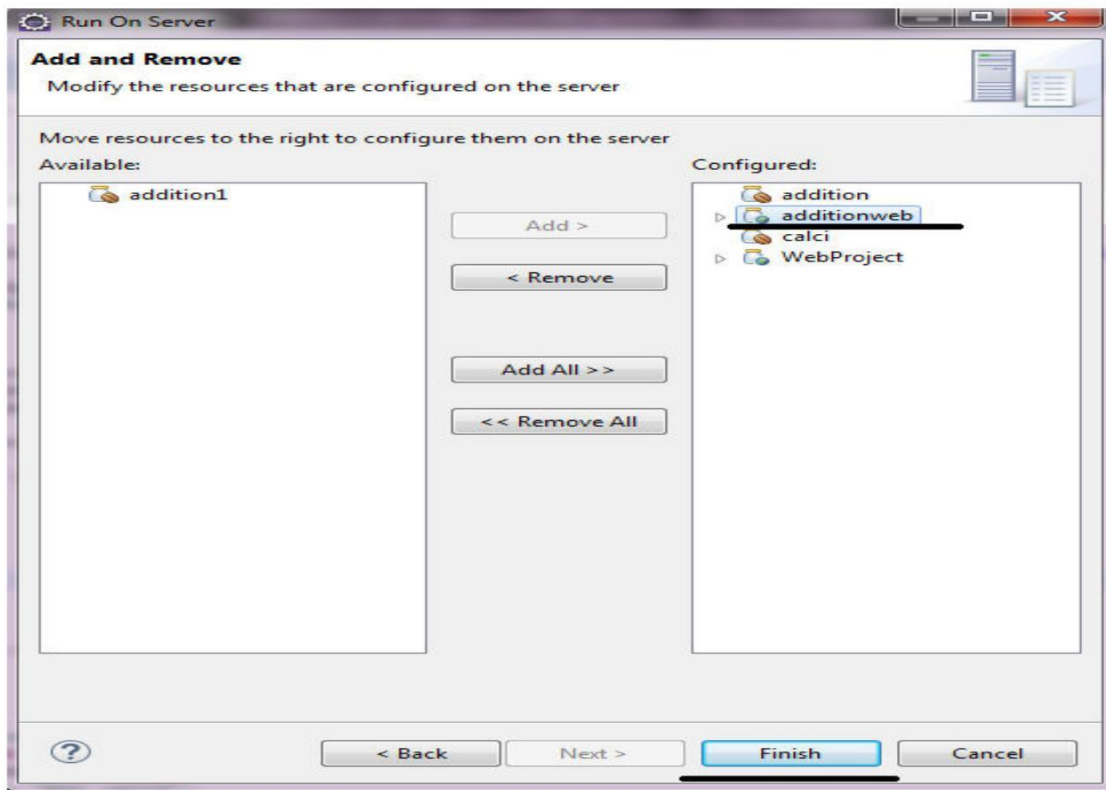 Run On Server
Add and Remove
Modify the resources that are configured on the server
Move resources to the right to configure them on the server
Available:
addition1
Add >
< Remove
Add All >>
<< Remove All
Configured:
addition
additionweb
calci
WebProject
?
< Back
Next >
Finish
Cancel